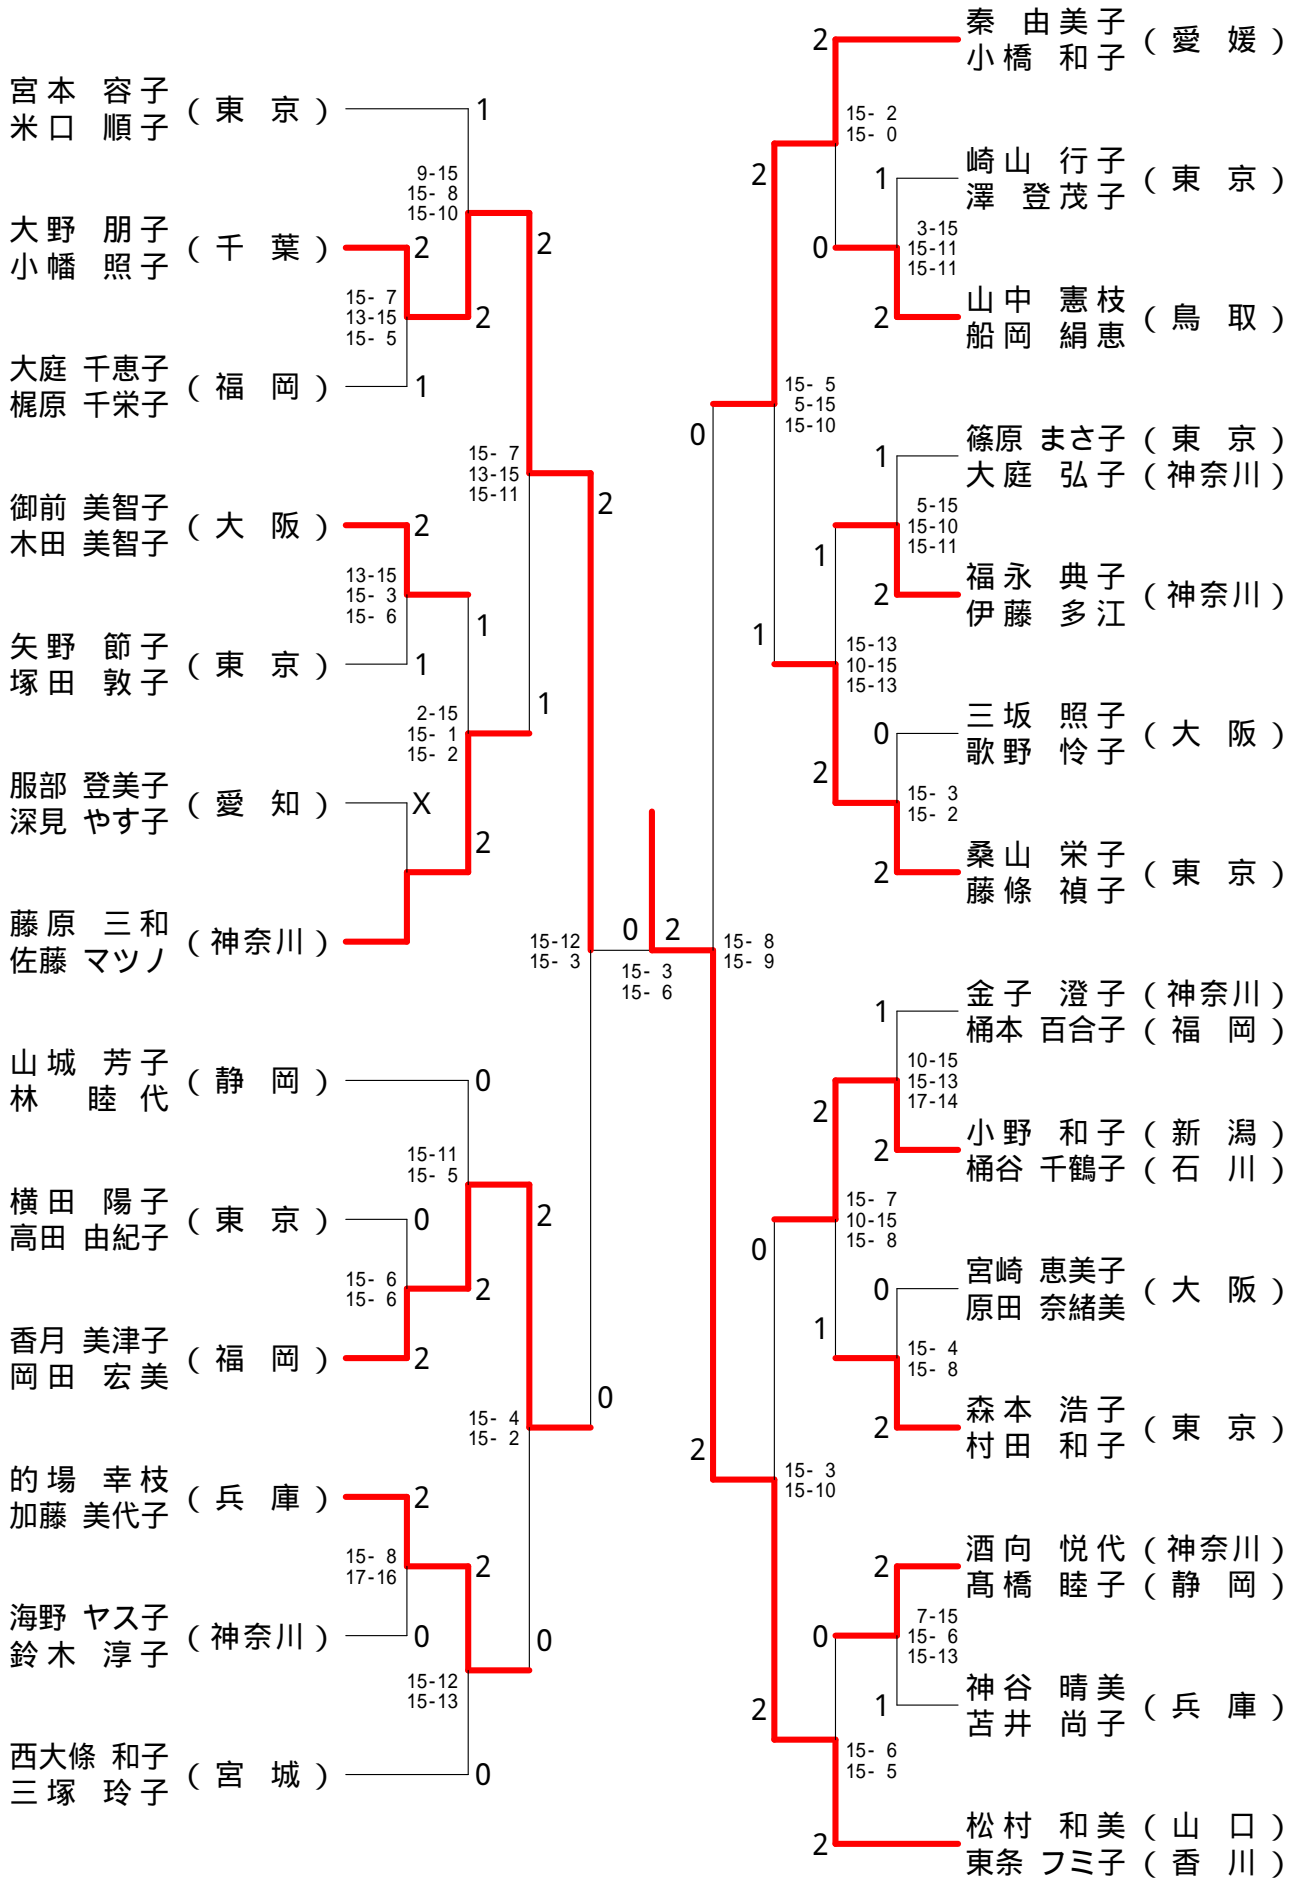 宮本 容子
米口 順子
(東 京)
1
9-15
15- 8
15-10
大野 朋子
小幡 照子
(千 葉)
2
15- 7
13-15
15- 5
2
2
大庭 千恵子
梶原 千栄子
(福 岡)
1
15- 7
13-15
15-11
2
御前 美智子
木田 美智子
(大 阪)
2
13-15
15- 3
15- 6
1
矢野 節子
塚田 敦子
(東 京)
1
2-15
15- 1
15- 2
1
服部 登美子
深見 やす子
(愛 知)
X
2
藤原 三和
佐藤 マツノ
(神奈川)
15-12
15- 3
0
2
15- 3
15- 6
山城 芳子
林 睦代
(静 岡)
0
15-11
15- 5
横田 陽子
高田 由紀子
(東 京)
0
2
15- 6
15- 6
2
香月 美津子
岡田 宏美
(福 岡)
2
15- 4
15- 2
0
的場 幸枝
加藤 美代子
(兵 庫)
2
15- 8
17-16
2
海野 ヤス子
鈴木 淳子
(神奈川)
0
0
15-12
15-13
西大條 和子
三塚 玲子
(宮 城)
0
2
秦 由美子
小橋 和子
(愛 媛)
15- 2
15- 0
2
1
崎山 行子
澤 登茂子
(東 京)
0
3-15
15-11
15-11
2
山中 憲枝
船岡 絹恵
(鳥 取)
15- 5
5-15
15-10
0
1
篠原 まさ子(東 京)
大庭 弘子(神奈川)
5-15
15-10
15-11
1
2
福永 典子
伊藤 多江
(神奈川)
1
15-13
10-15
15-13
0
三坂 照子
歌野 怜子
(大 阪)
2
15- 3
15- 2
2
桑山 栄子
藤條 禎子
(東 京)
15- 8
15- 9
1
金子 澄子(神奈川)
桶本 百合子(福 岡)
10-15
15-13
17-14
2
2
小野 和子(新 潟)
桶谷 千鶴子(石 川)
15- 7
10-15
15- 8
0
0
宮崎 恵美子
原田 奈緒美
(大 阪)
1
15- 4
15- 8
2
森本 浩子
村田 和子
(東 京)
2
15- 3
15-10
2
酒向 悦代(神奈川)
髙橋 睦子(静 岡)
0
7-15
15- 6
15-13
2
1
神谷 晴美
苫井 尚子
(兵 庫)
15- 6
15- 5
2
松村 和美(山 口)
東条 フミ子(香 川)